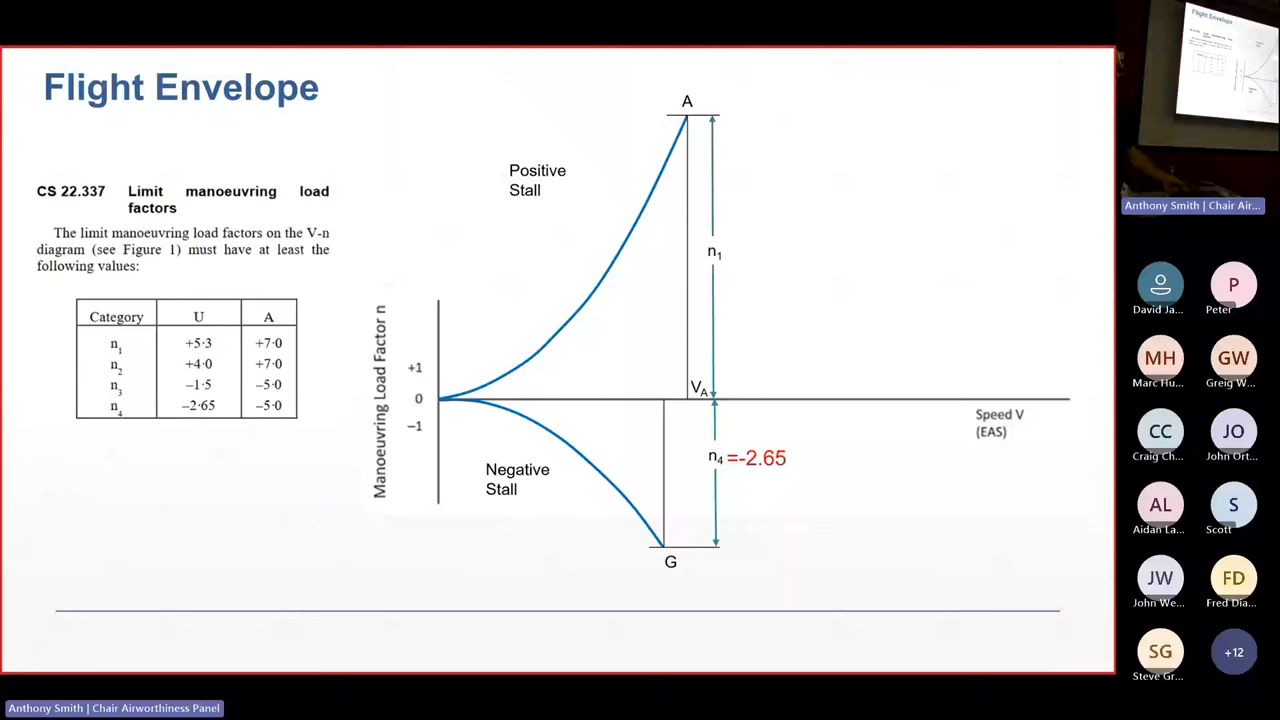 Flight Envelope
CS 22.337 Limit manoeuvring load
factors
The limit manoeuvring load factors on the V-n
diagram (see Figure 1) must have at least the
following values:
Category U A
n1 +5·3 +7·0
n2 +4·0 +7·0
n3 −1·5 −5·0
n4 −2·65 −5·0
A
Positive
Stall
n1
Manoeuvring Load Factor n
+1
0
−1
VA
Speed V
(EAS)
n4 =-2.65
Negative
Stall
G
Flight Envelope
Anthony Smith | Chair Air...
David Ja...
P
Peter
MH
Marc Hu...
GW
Greig W...
CC
Craig Ch...
JO
John Ort...
AL
Aidan La...
S
Scott
JW
John We...
FD
Fred Dia...
SG
Steve Gr...
+12
Anthony Smith | Chair Airworthiness Panel